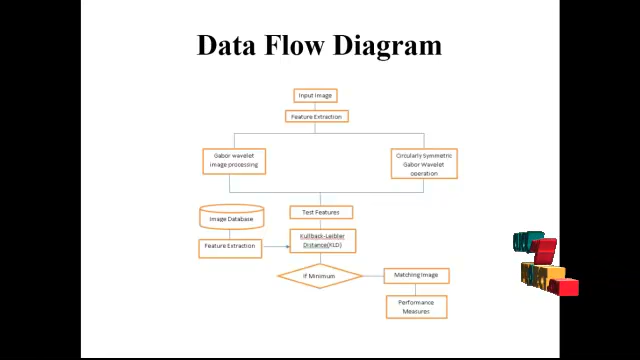 Data Flow Diagram
Input Image
Feature Extraction
Gabor wavelet
image processing
Circularly Symmetric
Gabor Wavelet
operation
Test Features
Image Database
Kullback-Leibler
Distance(KLD)
Feature Extraction
If Minimum
Matching Image
Performance
Measures